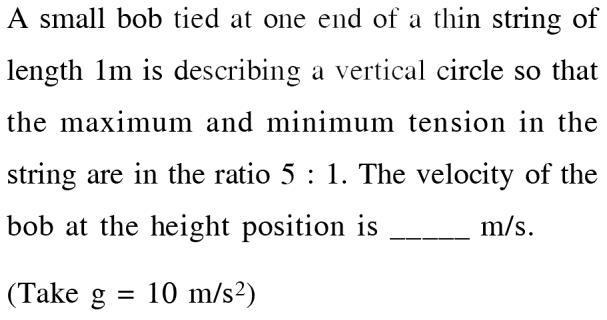 A small bob tied at one end of a thin string of
length 1m is describing a vertical circle so that
the maximum and minimum tension in the
string are in the ratio 5 : 1. The velocity of the
bob at the height position is _____ m/s.
(Take g = 10 m/s²)